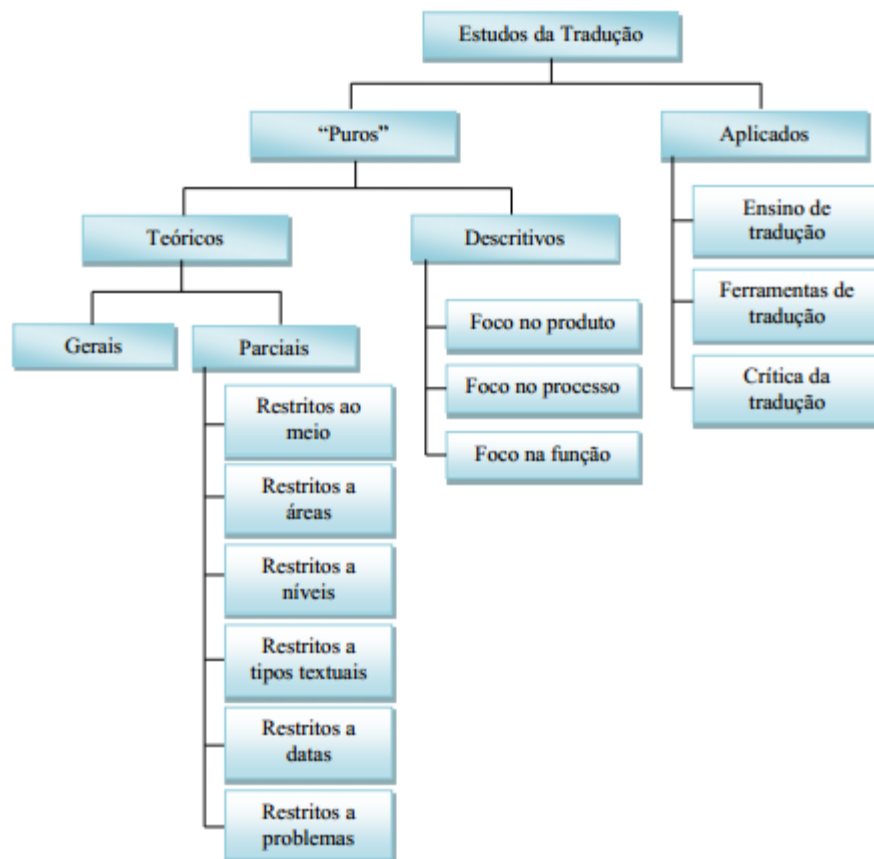 Estudos da Tradução
“Puros”
Aplicados
Teóricos
Descritivos
Ensino de
tradução
Ferramentas de
tradução
Crítica da
tradução
Foco no produto
Foco no processo
Foco na função
Gerais
Parciais
Restritos ao
meio
Restritos a
áreas
Restritos a
níveis
Restritos a
tipos textuais
Restritos a
datas
Restritos a
problemas